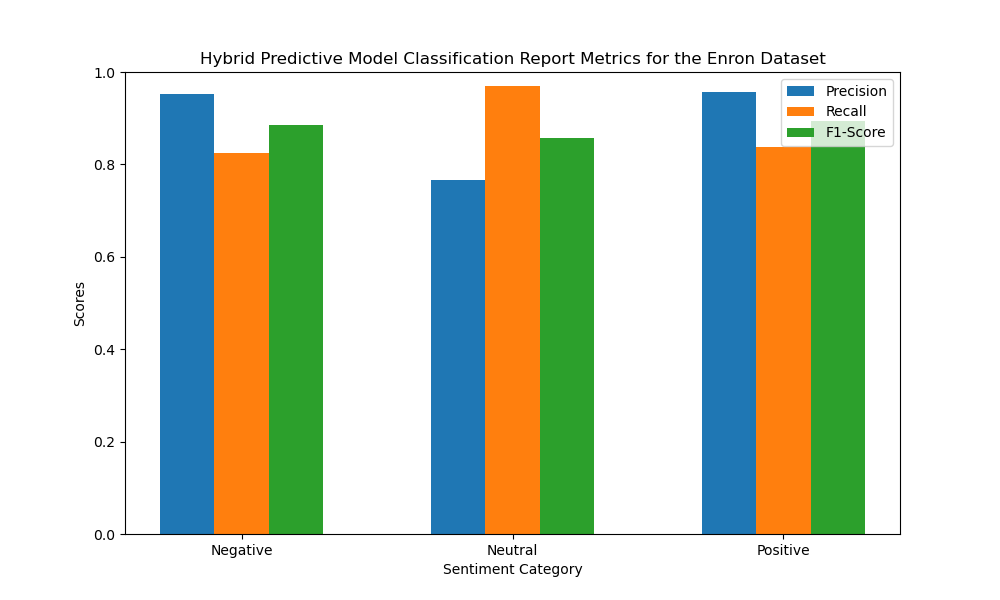 Hybrid Predictive Model Classification Report Metrics for the Enron Dataset
1.0
0.8
0.6
0.4
0.2
0.0
Scores
Precision
Recall
F1-Score
Negative
Neutral
Positive
Sentiment Category